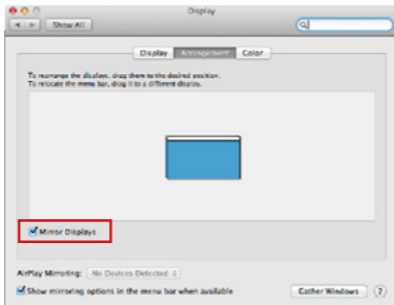 Display
Show All
Display Arrangement Color
To rearrange the displays, drag them to the desired position.
To relocate the menu bar, drag it to a different display.
Mirror Displays
AirPlay Mirroring: No Devices Detected
Show mirroring options in the menu bar when available
Gather Windows ?